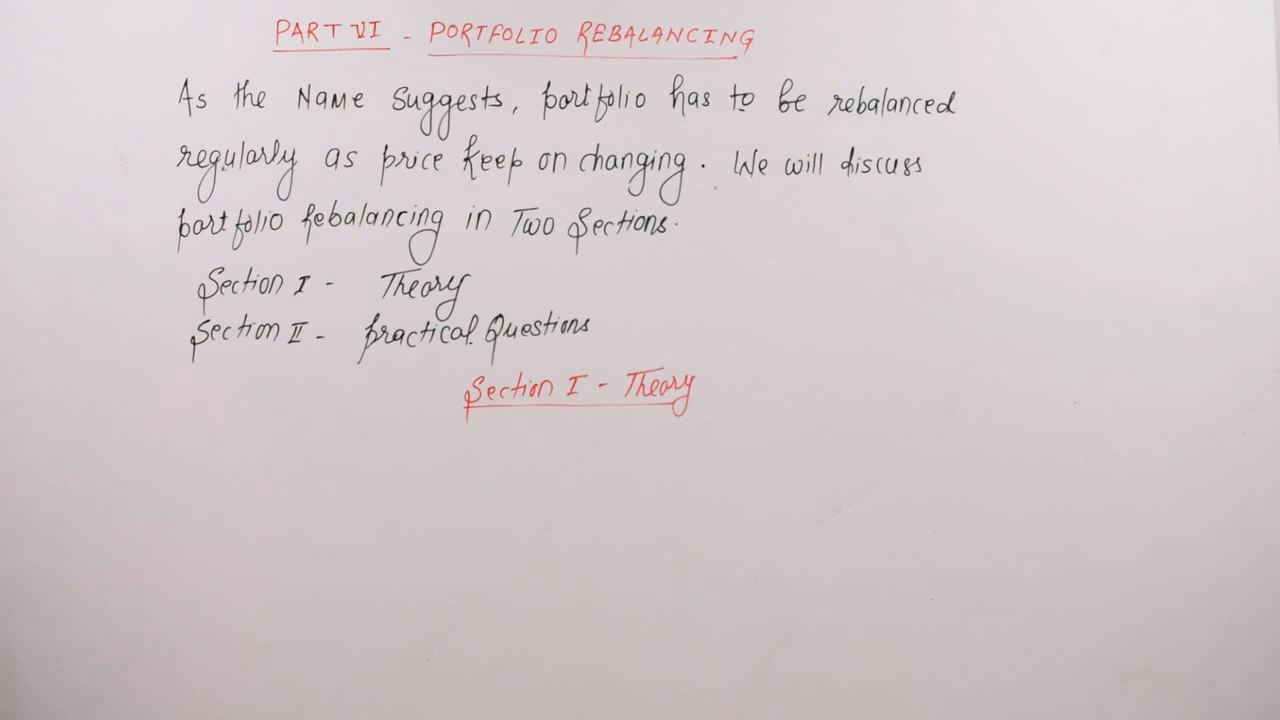 PART VI - PORTFOLIO REBALANCING
As the Name suggests, portfolio has to be rebalanced
regularly as price keep on changing. We will discuss
portfolio Rebalancing in Two Sections.
Section I - Theory
Section II - practical Questions
Section I - Theory